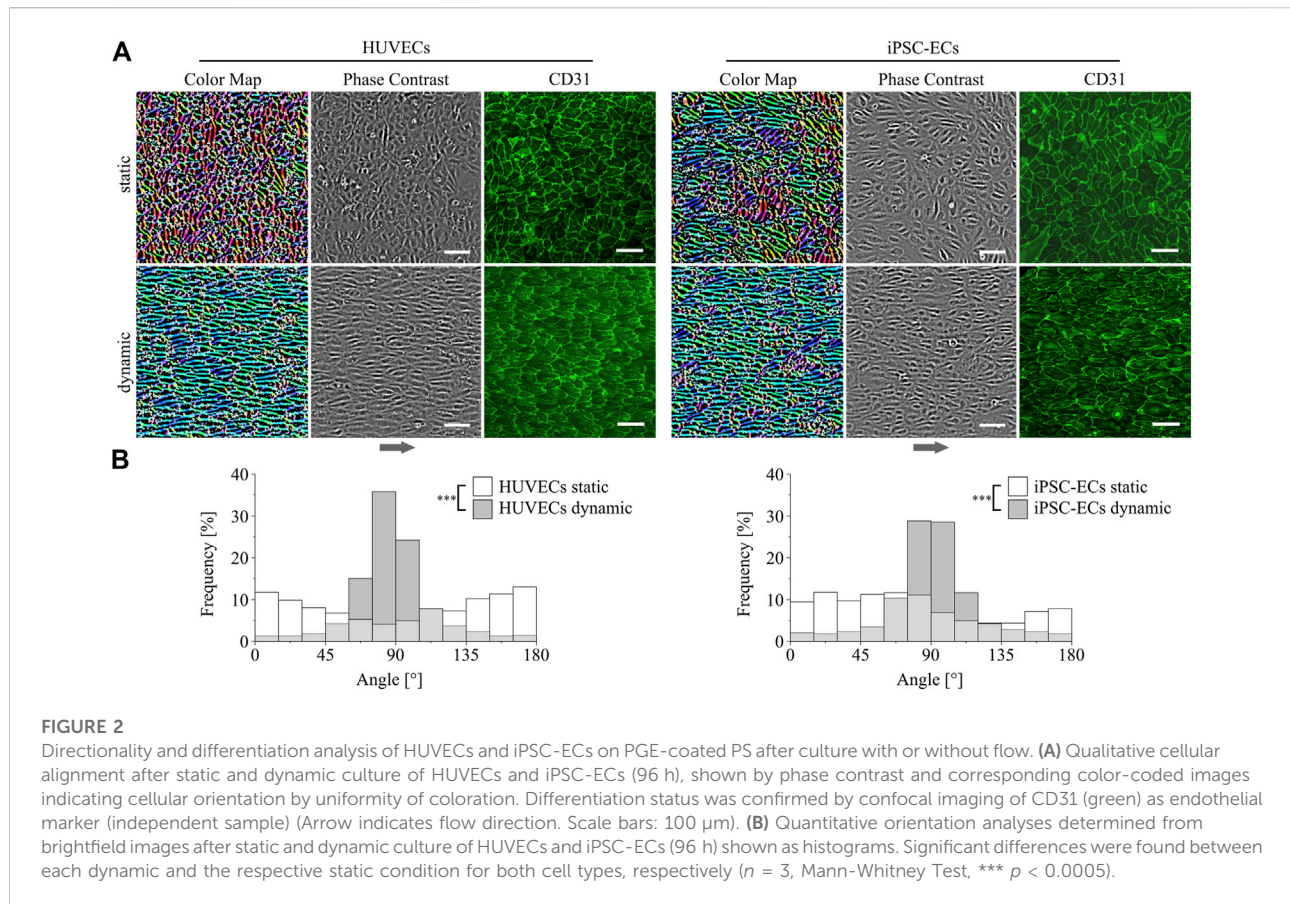 A
HUVECs
iPSC-ECs
Color Map
Phase Contrast
CD31
Color Map
Phase Contrast
CD31
static
dynamic
B
40
30
20
10
0
Frequency [%]
0
45
90
135
180
Angle [°]
***
HUVECs static
HUVECs dynamic
40
30
20
10
0
Frequency [%]
0
45
90
135
180
Angle [°]
***
iPSC-ECs static
iPSC-ECs dynamic
FIGURE 2
Directionality and differentiation analysis of HUVECs and iPSC-ECs on PGE-coated PS after culture with or without flow. (A) Qualitative cellular
alignment after static and dynamic culture of HUVECs and iPSC-ECs (96 h), shown by phase contrast and corresponding color-coded images
indicating cellular orientation by uniformity of coloration. Differentiation status was confirmed by confocal imaging of CD31 (green) as endothelial
marker (independent sample) (Arrow indicates flow direction. Scale bars: 100 µm). (B) Quantitative orientation analyses determined from
brightfield images after static and dynamic culture of HUVECs and iPSC-ECs (96 h) shown as histograms. Significant differences were found between
each dynamic and the respective static condition for both cell types, respectively (n = 3, Mann-Whitney Test, *** p < 0.0005).